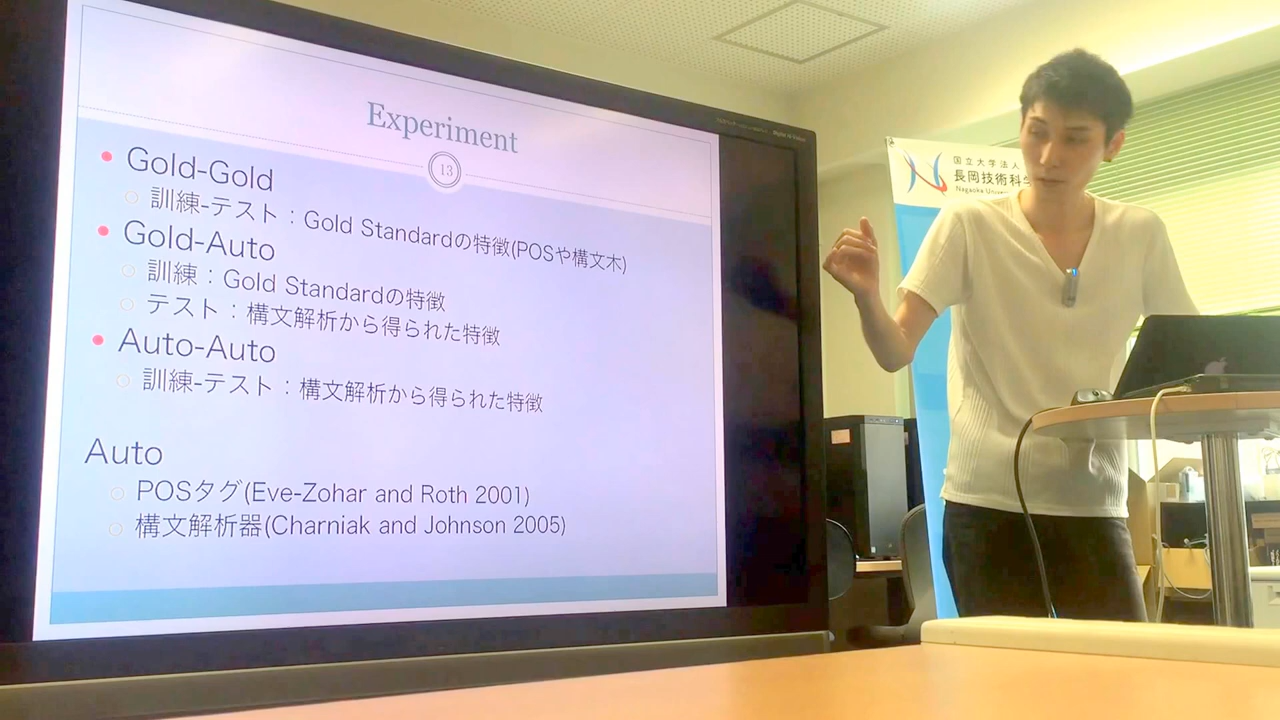 Experiment
13
Gold-Gold
訓練-テスト：Gold Standardの特徴(POSや構文木)
Gold-Auto
訓練：Gold Standardの特徴
テスト：構文解析から得られた特徴
Auto-Auto
訓練-テスト：構文解析から得られた特徴
Auto
POSタグ(Eve-Zohar and Roth 2001)
構文解析器(Charniak and Johnson 2005)
国立大学法人
長岡技術科学
Nagaoka